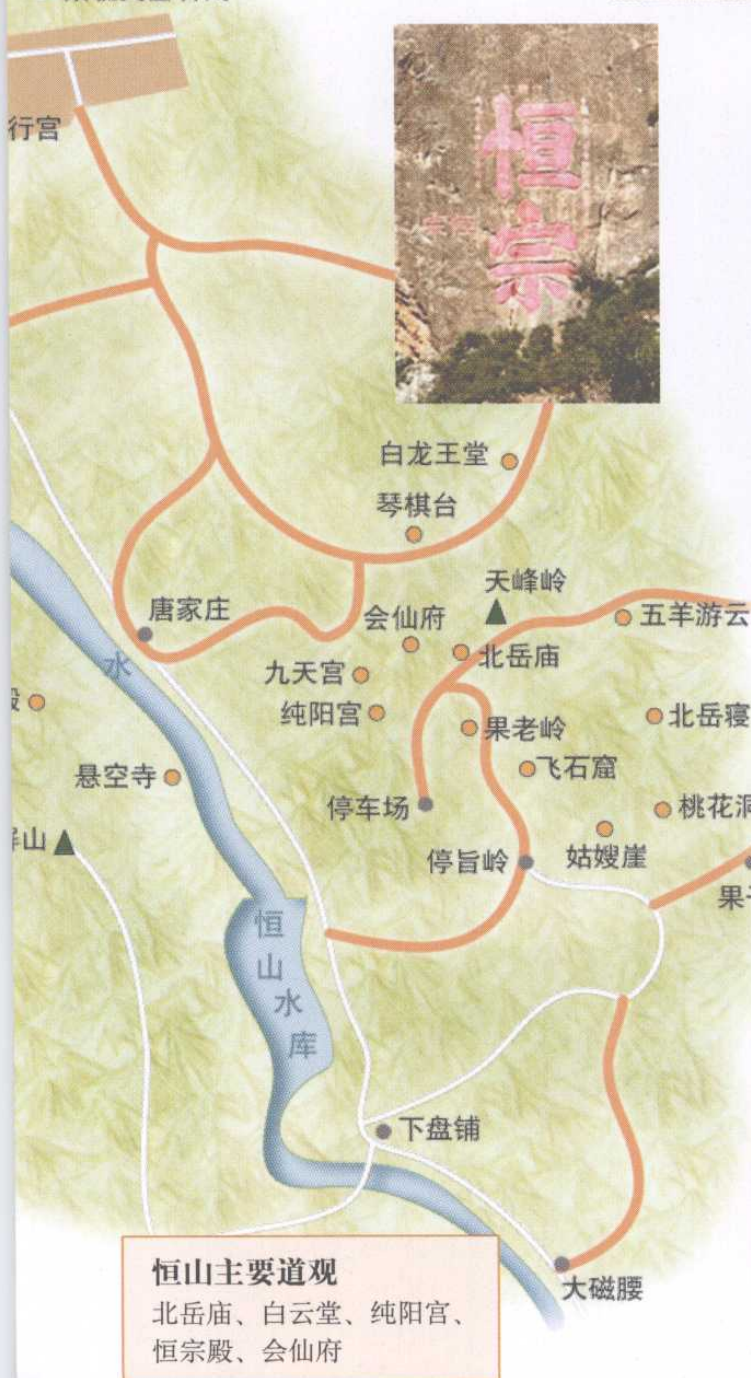 行宫
恒宗
白龙王堂
琴棋台
天峰岭
唐家庄
会仙府
五羊游云
水
九天宫
北岳庙
纯阳宫
果老岭
北岳寝
悬空寺
飞石窟
停车场
桃花洞
屏山
停旨岭
姑嫂崖
果
恒山水库
下盘铺
大磁腰
恒山主要道观
北岳庙、白云堂、纯阳宫、
恒宗殿、会仙府